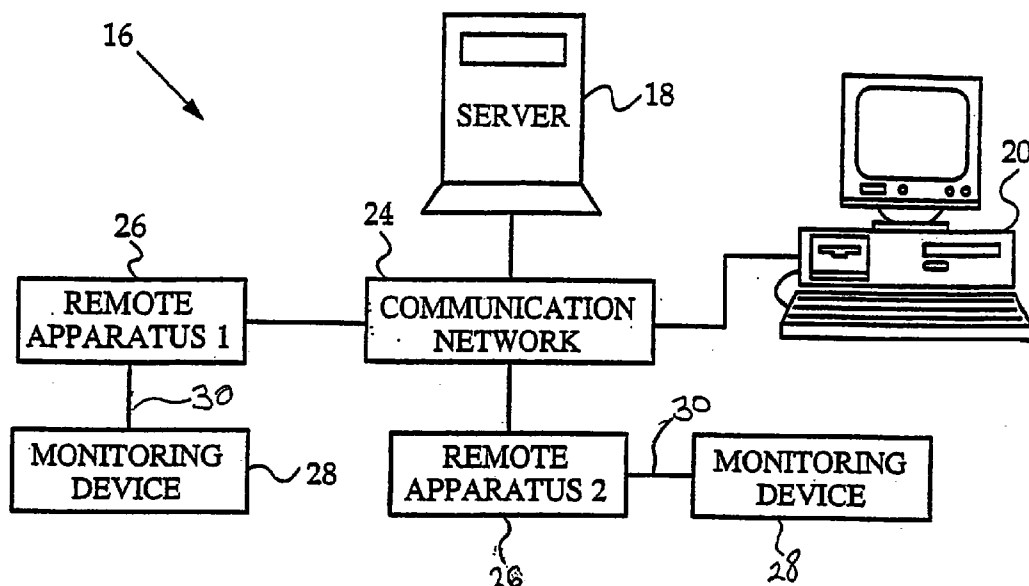 16
SERVER
18
20
26
24
REMOTE
APPARATUS 1
COMMUNICATION
NETWORK
30
MONITORING
DEVICE
28
REMOTE
APPARATUS 2
30
MONITORING
DEVICE
26
28